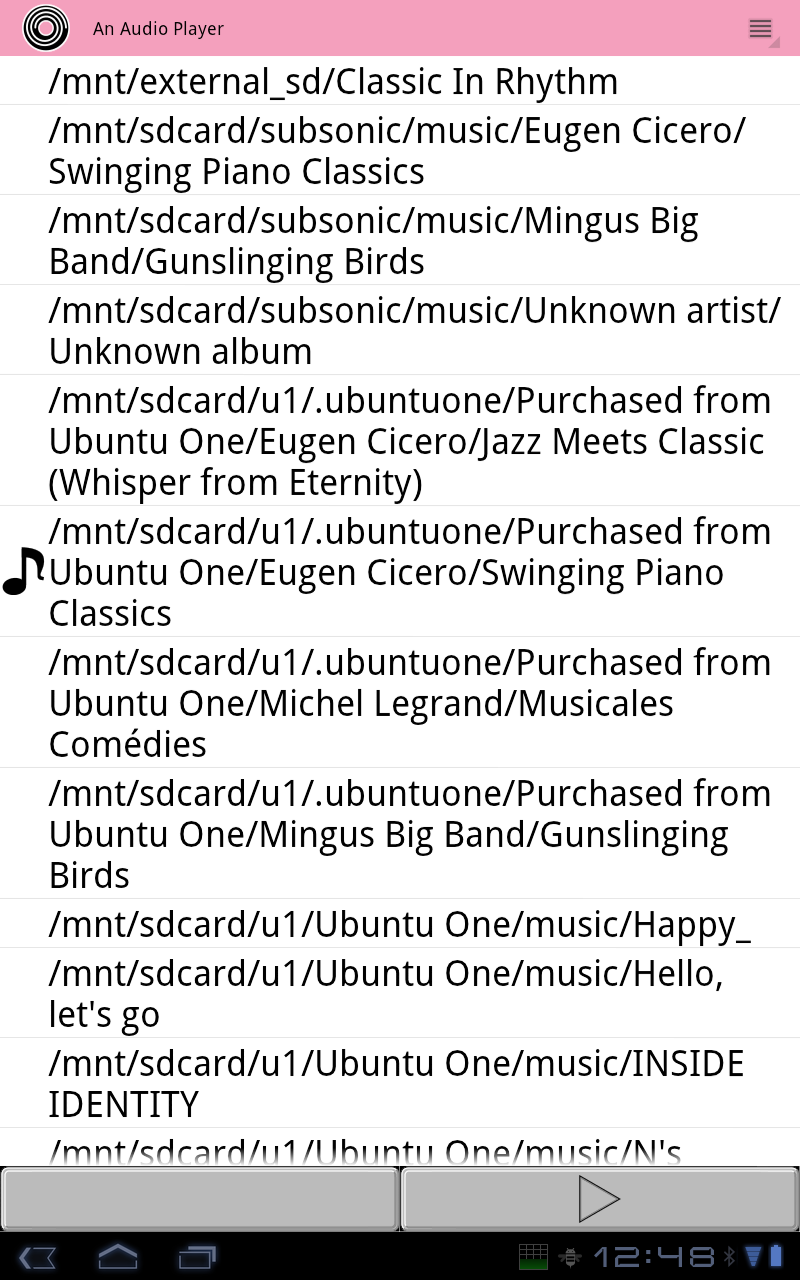 An Audio Player
/mnt/external_sd/Classic In Rhythm
/mnt/sdcard/subsonic/music/Eugen Cicero/
Swinging Piano Classics
/mnt/sdcard/subsonic/music/Mingus Big
Band/Gunslinging Birds
/mnt/sdcard/subsonic/music/Unknown artist/
Unknown album
/mnt/sdcard/u1/.ubuntuone/Purchased from
Ubuntu One/Eugen Cicero/Jazz Meets Classic
(Whisper from Eternity)
/mnt/sdcard/u1/.ubuntuone/Purchased from
Ubuntu One/Eugen Cicero/Swinging Piano
Classics
/mnt/sdcard/u1/.ubuntuone/Purchased from
Ubuntu One/Michel Legrand/Musicales
Comédies
/mnt/sdcard/u1/.ubuntuone/Purchased from
Ubuntu One/Mingus Big Band/Gunslinging
Birds
/mnt/sdcard/u1/Ubuntu One/music/Happy_
/mnt/sdcard/u1/Ubuntu One/music/Hello,
let's go
/mnt/sdcard/u1/Ubuntu One/music/INSIDE
IDENTITY
/mnt/sdcard/u1/Ubuntu One/music/N's
12:48